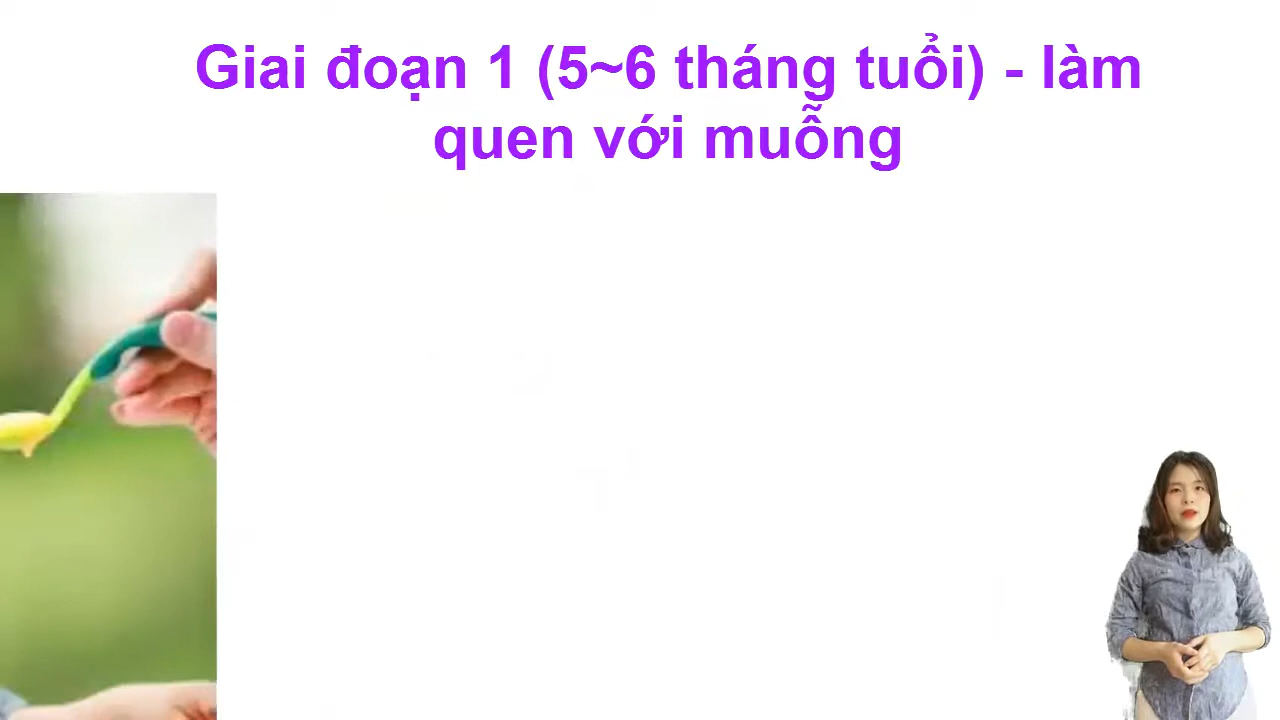 Giai đoạn 1 (5~6 tháng tuổi) - làm
quen với muỗng